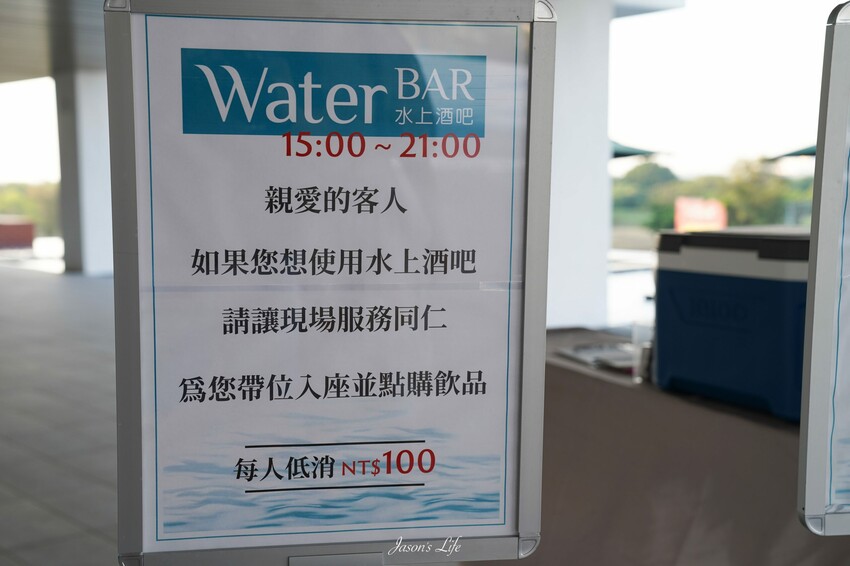 Water BAR
水上酒吧
15:00 ~ 21:00
親愛的客人
如果您想使用水上酒吧
請讓現場服務同仁
為您帶位入座並點購飲品
每人低消 NT$100
IGLOO
Jason's Life